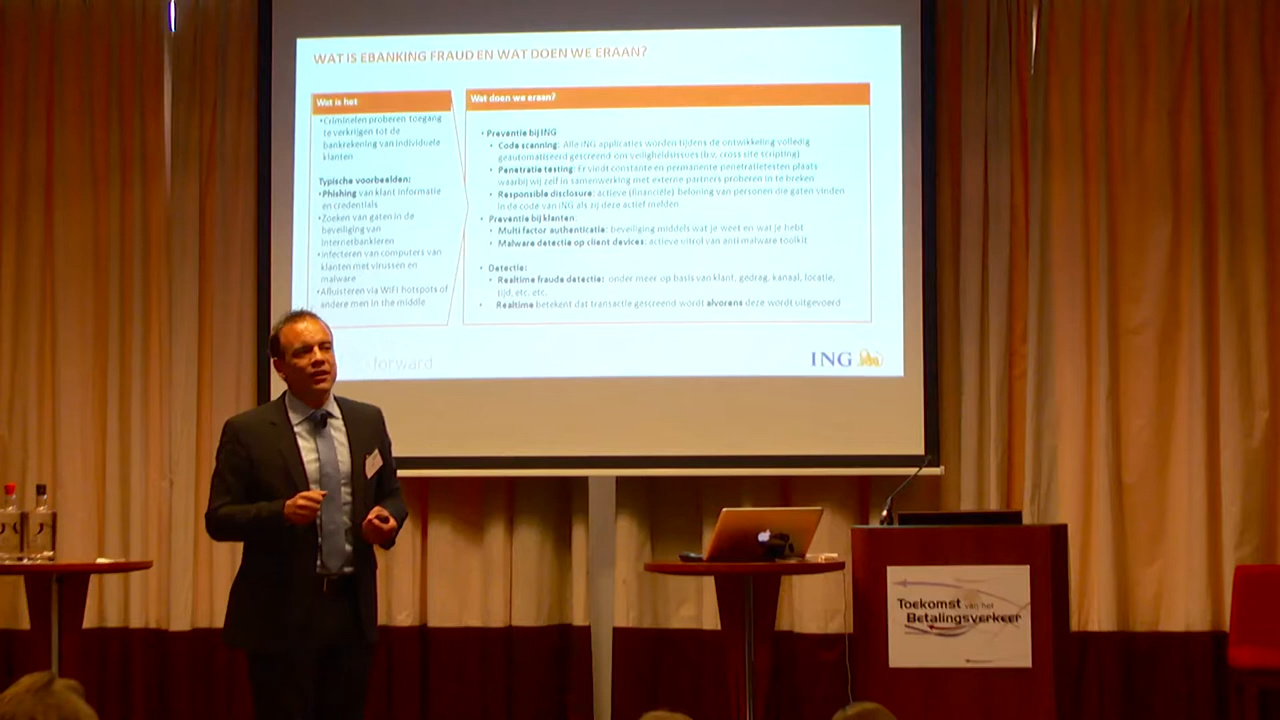 WAT IS EBANKING FRAUD EN WAT DOEN WE ERAAN?
Wat is het
• Criminelen proberen toegang
te verkrijgen tot de
bankrekening van individuele
klanten
Typische voorbeelden:
• Phishing van klant informatie
en credentials
• Zoeken van gaten in de
beveiliging van
internetbankieren
• Infecteren van computers van
klanten met virussen en
malware
• Afluisteren via WiFi hotspots of
andere men in the middle
Wat doen we eraan?
• Preventie bij ING
• Code scanning: Alle ING applicaties worden tijdens de ontwikkeling volledig
geautomatiseerd gescreend om veiligheidsissues (b.v. cross site scripting)
• Penetratie testing: Er vindt constante en permanente penetratietesten plaats
waarbij wij zelf in samenwerking met externe partners proberen in te breken
• Responsible disclosure: actieve (financiële) beloning van personen die gaten vinden
in de code van ING als zij deze actief melden
• Preventie bij klanten:
• Multi factor authenticatie: beveiliging middels wat je weet en wat je hebt
• Malware detectie op client devices: actieve uitrol van anti malware toolkit
• Detectie:
• Realtime fraude detectie: onder meer op basis van klant, gedrag, kanaal, locatie,
tijd, etc. etc.
• Realtime betekent dat transactie gescreend wordt alvorens deze wordt uitgevoerd
forward
ING
Toekomst van het
Betalingsverkeer